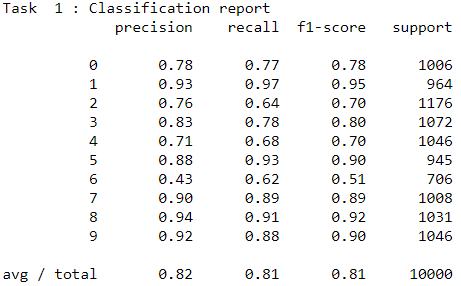 Task  1 : Classification report
precision    recall  f1-score   support
0       0.78      0.77      0.78      1006
1       0.93      0.97      0.95       964
2       0.76      0.64      0.70      1176
3       0.83      0.78      0.80      1072
4       0.71      0.68      0.70      1046
5       0.88      0.93      0.90       945
6       0.43      0.62      0.51       706
7       0.90      0.89      0.89      1008
8       0.94      0.91      0.92      1031
9       0.92      0.88      0.90      1046
avg / total       0.82      0.81      0.81     10000